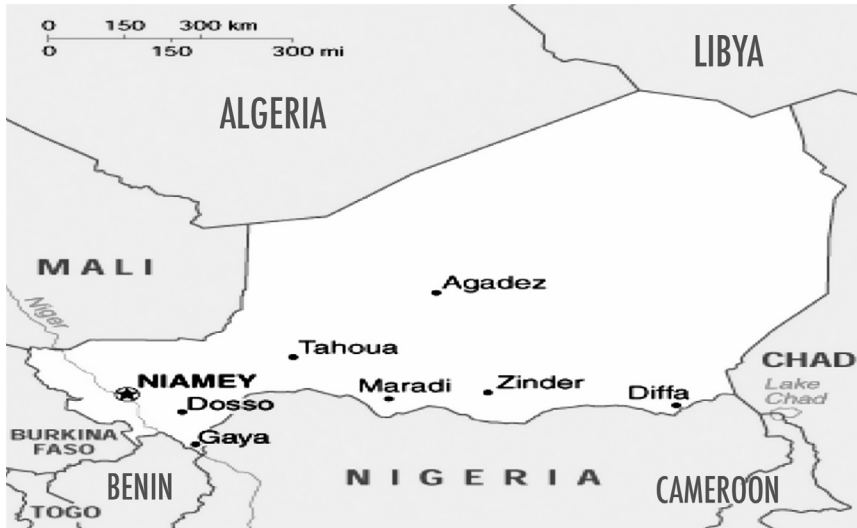 0 150 300 km
0 150 300 mi
LIBYA
ALGERIA
MALI
Niger
Agadez
Tahoua
NIAMEY
Maradi
Zinder
Diffa
CHAD
Lake
Chad
Dosso
Gaya
BURKINA
FASO
BENIN
NIGERIA
CAMEROON
TOGO